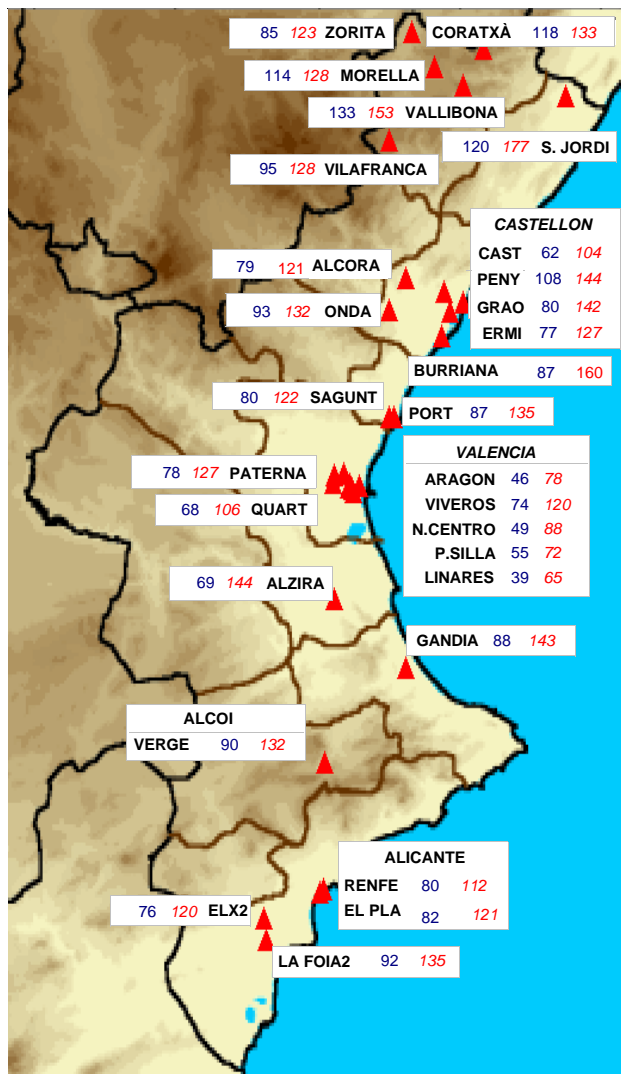 85 123 ZORITA
CORATXÀ 118 133
114 128 MORELLA
133 153 VALLIBONA
120 177 S. JORDI
95 128 VILAFRANCA
CASTELLON
CAST 62 104
PENY 108 144
GRAO 80 142
ERMI 77 127
79 121 ALCORA
93 132 ONDA
BURRIANA 87 160
80 122 SAGUNT
PORT 87 135
VALENCIA
ARAGON 46 78
VIVEROS 74 120
N.CENTRO 49 88
P.SILLA 55 72
LINARES 39 65
78 127 PATERNA
68 106 QUART
69 144 ALZIRA
GANDIA 88 143
ALCOI
VERGE 90 132
ALICANTE
RENFE 80 112
EL PLA 82 121
76 120 ELX2
LA FOIA2 92 135